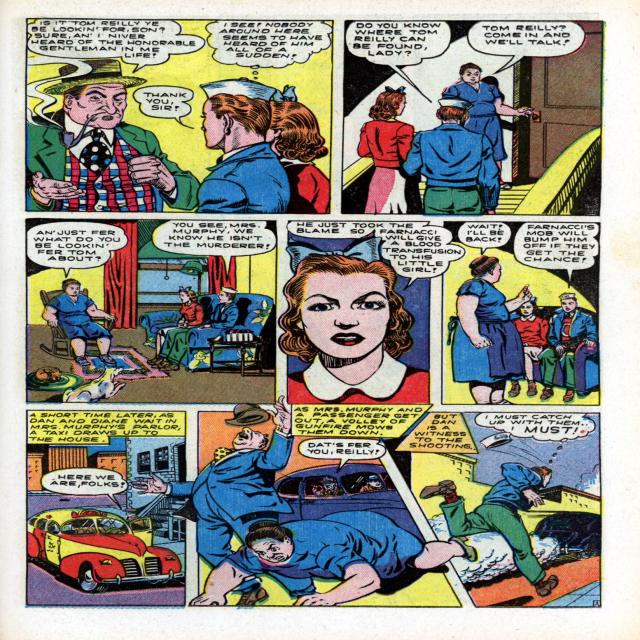 IS IT TOM REILLY YE
BE LOOKIN' FOR, SON?
SURE, AN' I NIVER
HEARD OF THE HONORABLE
GENTLEMAN IN ME
LIFE!
I SEE! NOBODY
AROUND HERE
SEEMS TO HAVE
HEARD OF HIM
ALL OF A
SUDDEN!
THANK
YOU,
SIR!
DO YOU KNOW
WHERE TOM
REILLY CAN
BE FOUND,
LADY?
TOM REILLY?
COME IN AND
WE'LL TALK!
AN' JUST FER
WHAT DO YOU
BE LOOKIN'
FER TOM
ABOUT?
YOU SEE, MRS.
MURPHY, WE
KNOW HE ISN'T
THE MURDERER!
HE JUST TOOK THE
BLAME SO FARNACCI
WILL GIVE
A BLOOD
TRANSFUSION
TO HIS
LITTLE
GIRL!
WAIT!
I'LL BE
BACK!
FARNACCI'S
MOB WILL
BUMP HIM
OFF IF THEY
GET THE
CHANCE!
A SHORT TIME LATER, AS
DAN AND DIANE WAIT IN
MRS. MURPHY'S PARLOR,
A TAXI DRAWS UP TO
THE HOUSE.
HERE WE
ARE, FOLKS!
AS MRS. MURPHY AND
A PASSENGER GET
OUT, A VOLLEY OF
GUNFIRE MOWS
THEM DOWN.
DAT'S FER
YOU, REILLY!
BUT
DAN
IS A
WITNESS
TO THE
SHOOTING.
I MUST CATCH
UP WITH THEM..
I MUST!